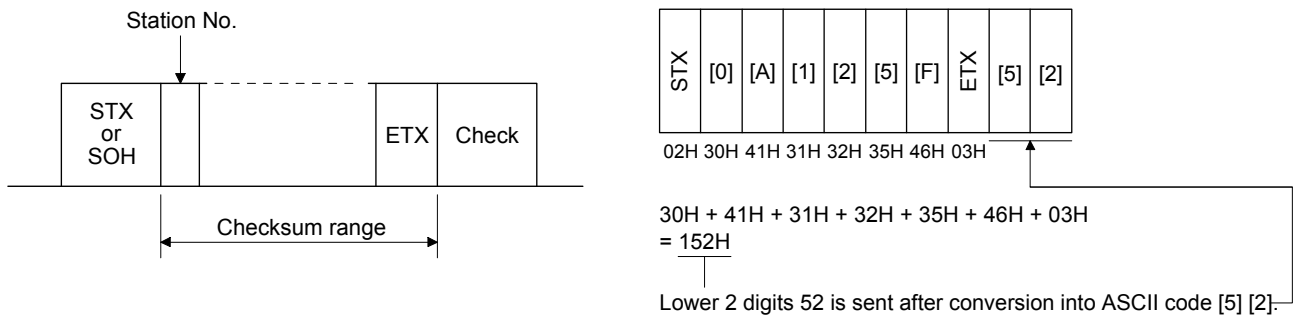 Station No.
STX
or
SOH
ETX
Check
Checksum range
STX [0] [A] [1] [2] [5] [F] ETX [5] [2]
02H 30H 41H 31H 32H 35H 46H 03H
30H + 41H + 31H + 32H + 35H + 46H + 03H
= 152H
Lower 2 digits 52 is sent after conversion into ASCII code [5] [2].